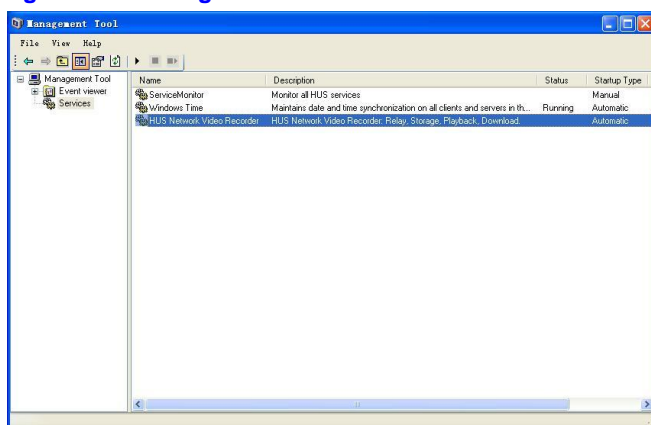 Management Tool
File View Help
Management Tool
Event viewer
Services
Name Description Status Startup Type
ServiceMonitor Monitor all HUS services Manual
Windows Time Maintains date and time synchronization on all clients and servers in th... Running Automatic
HUS Network Video Recorder HUS Network Video Recorder: Relay, Storage, Playback, Download. Automatic